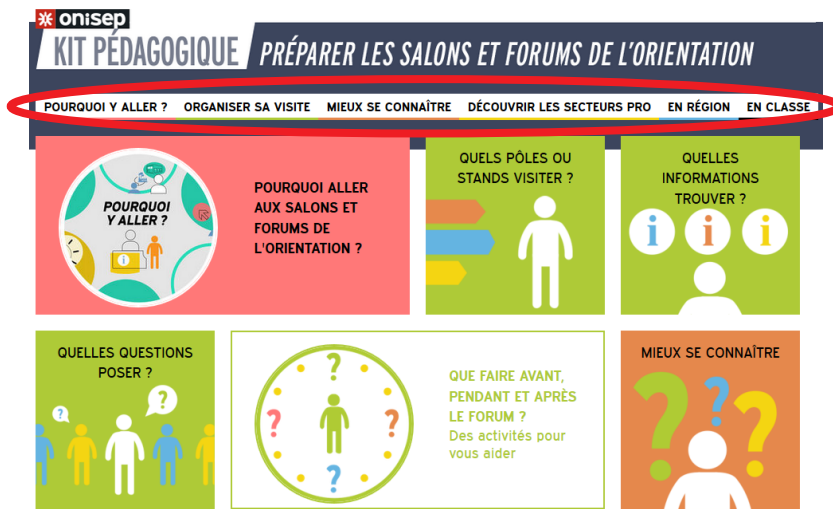 onisep
KIT PÉDAGOGIQUE PRÉPARER LES SALONS ET FORUMS DE L'ORIENTATION
POURQUOI Y ALLER ? ORGANISER SA VISITE MIEUX SE CONNAÎTRE DÉCOUVRIR LES SECTEURS PRO EN RÉGION EN CLASSE
POURQUOI
Y ALLER ?
i
POURQUOI ALLER
AUX SALONS ET
FORUMS DE
L'ORIENTATION ?
QUELS PÔLES OU
STANDS VISITER ?
QUELLES
INFORMATIONS
TROUVER ?
i i i
QUELLES QUESTIONS
POSER ?
? ?
?
? ?
?
QUE FAIRE AVANT,
PENDANT ET APRÈS
LE FORUM ?
Des activités pour
vous aider
MIEUX SE CONNAÎTRE
? ? ?